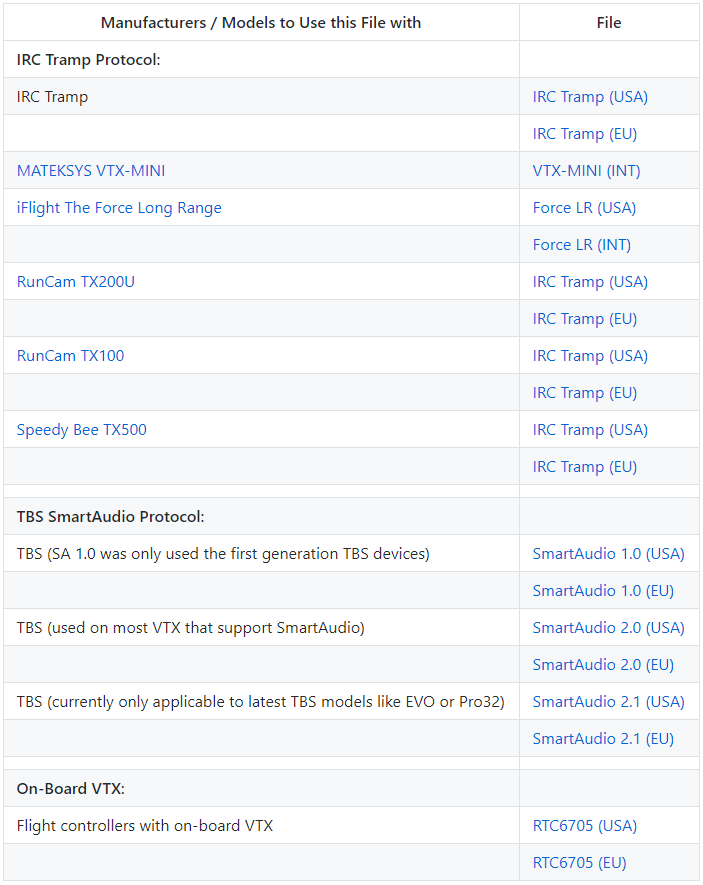 Manufacturers / Models to Use this File with File
IRC Tramp Protocol:
IRC Tramp IRC Tramp (USA)
IRC Tramp (EU)
MATEKSYS VTX-MINI VTX-MINI (INT)
iFlight The Force Long Range Force LR (USA)
Force LR (INT)
RunCam TX200U IRC Tramp (USA)
IRC Tramp (EU)
RunCam TX100 IRC Tramp (USA)
IRC Tramp (EU)
Speedy Bee TX500 IRC Tramp (USA)
IRC Tramp (EU)
TBS SmartAudio Protocol:
TBS (SA 1.0 was only used the first generation TBS devices) SmartAudio 1.0 (USA)
SmartAudio 1.0 (EU)
TBS (used on most VTX that support SmartAudio) SmartAudio 2.0 (USA)
SmartAudio 2.0 (EU)
TBS (currently only applicable to latest TBS models like EVO or Pro32) SmartAudio 2.1 (USA)
SmartAudio 2.1 (EU)
On-Board VTX:
Flight controllers with on-board VTX RTC6705 (USA)
RTC6705 (EU)